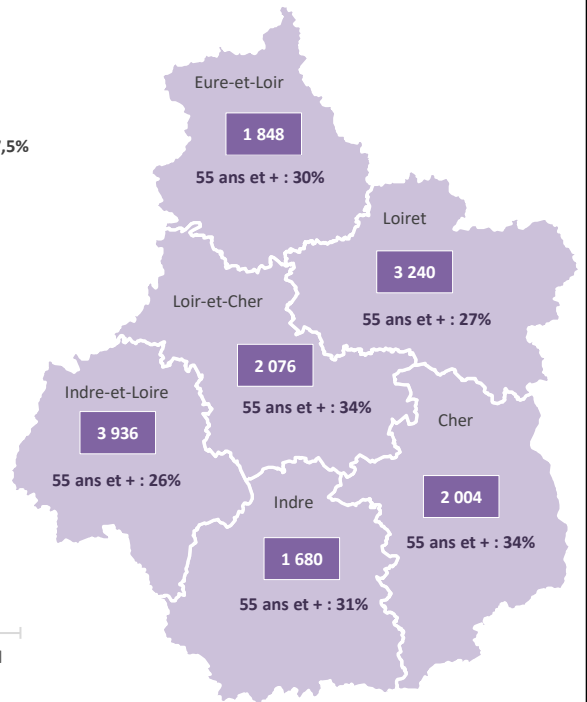 Eure-et-Loir
1 848
,5%
55 ans et + : 30%
Loiret
3 240
Loir-et-Cher
55 ans et + : 27%
2 076
Indre-et-Loire
55 ans et + : 34%
3 936
Cher
55 ans et + : 26%
2 004
Indre
55 ans et + : 34%
1 680
55 ans et + : 31%